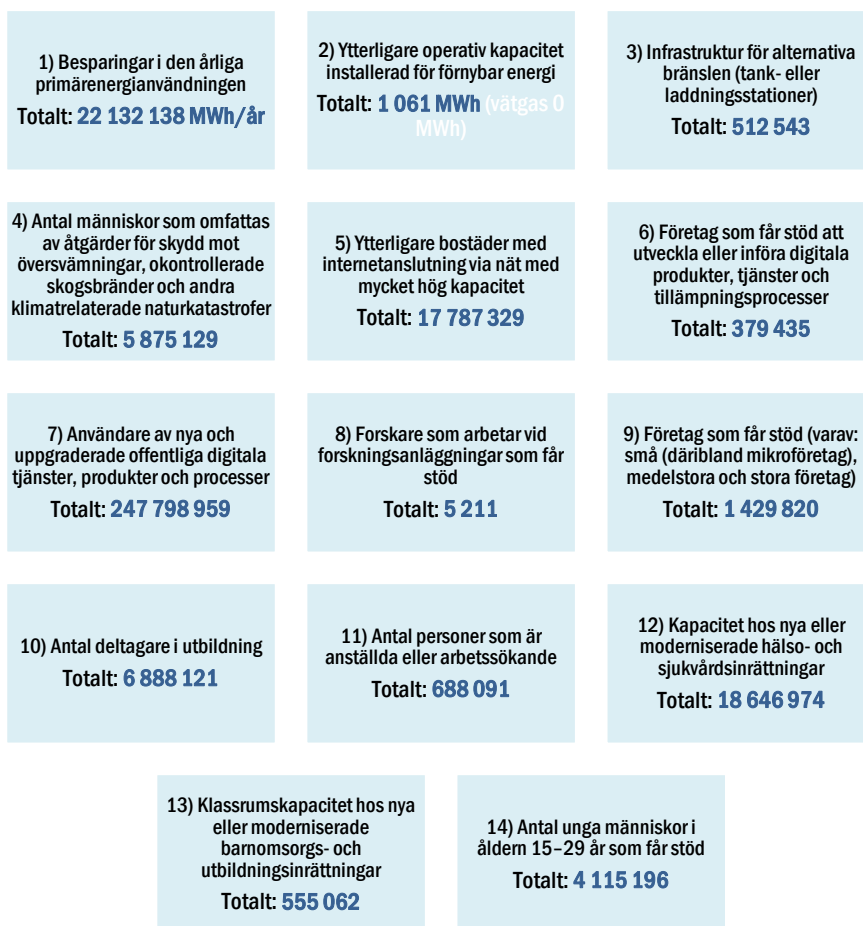 1) Besparingar i den årliga
primärenergianvändningen
Totalt: 22 132 138 MWh/år
2) Ytterligare operativ kapacitet
installerad för förnybar energi
Totalt: 1 061 MWh (vätgas 0
MWh)
3) Infrastruktur för alternativa
bränslen (tank- eller
laddningsstationer)
Totalt: 512 543
4) Antal människor som omfattas
av åtgärder för skydd mot
översvämningar, okontrollerade
skogsbränder och andra
klimatrelaterade naturkatastrofer
Totalt: 5 875 129
5) Ytterligare bostäder med
internetanslutning via nät med
mycket hög kapacitet
Totalt: 17 787 329
6) Företag som får stöd att
utveckla eller införa digitala
produkter, tjänster och
tillämpningsprocesser
Totalt: 379 435
7) Användare av nya och
uppgraderade offentliga digitala
tjänster, produkter och processer
Totalt: 247 798 959
8) Forskare som arbetar vid
forskningsanläggningar som får
stöd
Totalt: 5 211
9) Företag som får stöd (varav:
små (däribland mikroföretag),
medelstora och stora företag)
Totalt: 1 429 820
10) Antal deltagare i utbildning
Totalt: 6 888 121
11) Antal personer som är
anställda eller arbetssökande
Totalt: 688 091
12) Kapacitet hos nya eller
moderniserade hälso- och
sjukvårdsinrättningar
Totalt: 18 646 974
13) Klassrumskapacitet hos nya
eller moderniserade
barnomsorgs- och
utbildningsinrättningar
Totalt: 555 062
14) Antal unga människor i
åldern 15–29 år som får stöd
Totalt: 4 115 196